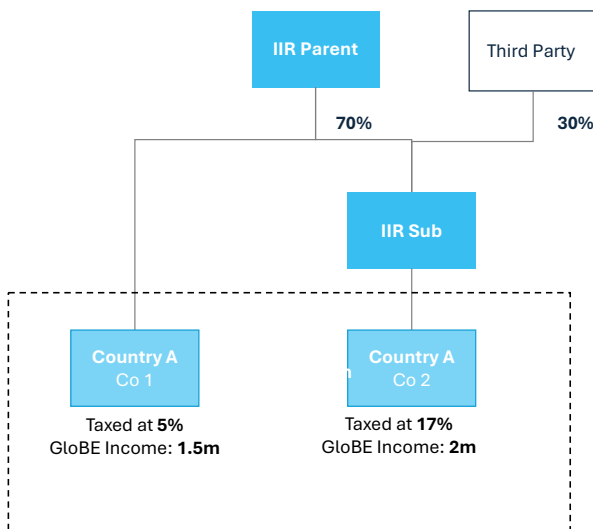 IIR Parent
Third Party
70%
30%
IIR Sub
Country A
Co 1
Country A
Co 2
Taxed at 5%
GloBE Income: 1.5m
Taxed at 17%
GloBE Income: 2m